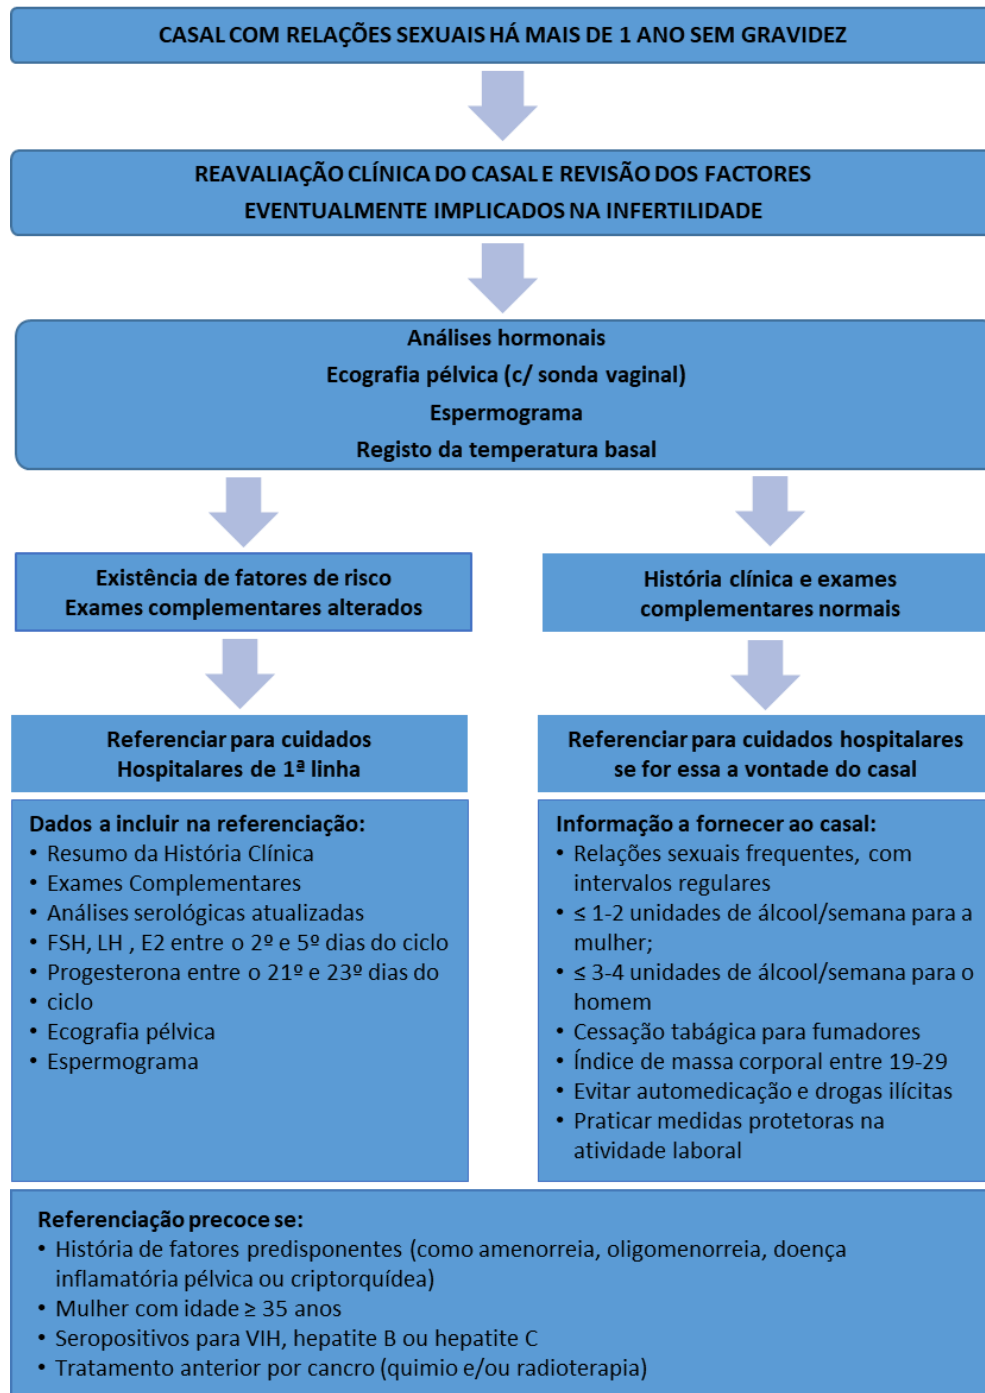 CASAL COM RELAÇÕES SEXUAIS HÁ MAIS DE 1 ANO SEM GRAVIDEZ
REAVALIAÇÃO CLÍNICA DO CASAL E REVISÃO DOS FACTORES
EVENTUALMENTE IMPLICADOS NA INFERTILIDADE
Análises hormonais
Ecografia pélvica (c/ sonda vaginal)
Espermograma
Registo da temperatura basal
Existência de fatores de risco
Exames complementares alterados
História clínica e exames
complementares normais
Referenciar para cuidados
Hospitalares de 1ª linha
Referenciar para cuidados hospitalares
se for essa a vontade do casal
Dados a incluir na referenciação:
• Resumo da História Clínica
• Exames Complementares
• Análises serológicas atualizadas
• FSH, LH , E2 entre o 2º e 5º dias do ciclo
• Progesterona entre o 21º e 23º dias do
• ciclo
• Ecografia pélvica
• Espermograma
Informação a fornecer ao casal:
• Relações sexuais frequentes, com
intervalos regulares
• ≤ 1-2 unidades de álcool/semana para a
mulher;
• ≤ 3-4 unidades de álcool/semana para o
homem
• Cessação tabágica para fumadores
• Índice de massa corporal entre 19-29
• Evitar automedicação e drogas ilícitas
• Praticar medidas protetoras na
atividade laboral
Referenciação precoce se:
• História de fatores predisponentes (como amenorreia, oligomenorreia, doença
inflamatória pélvica ou criptorquídea)
• Mulher com idade ≥ 35 anos
• Seropositivos para VIH, hepatite B ou hepatite C
• Tratamento anterior por cancro (quimio e/ou radioterapia)